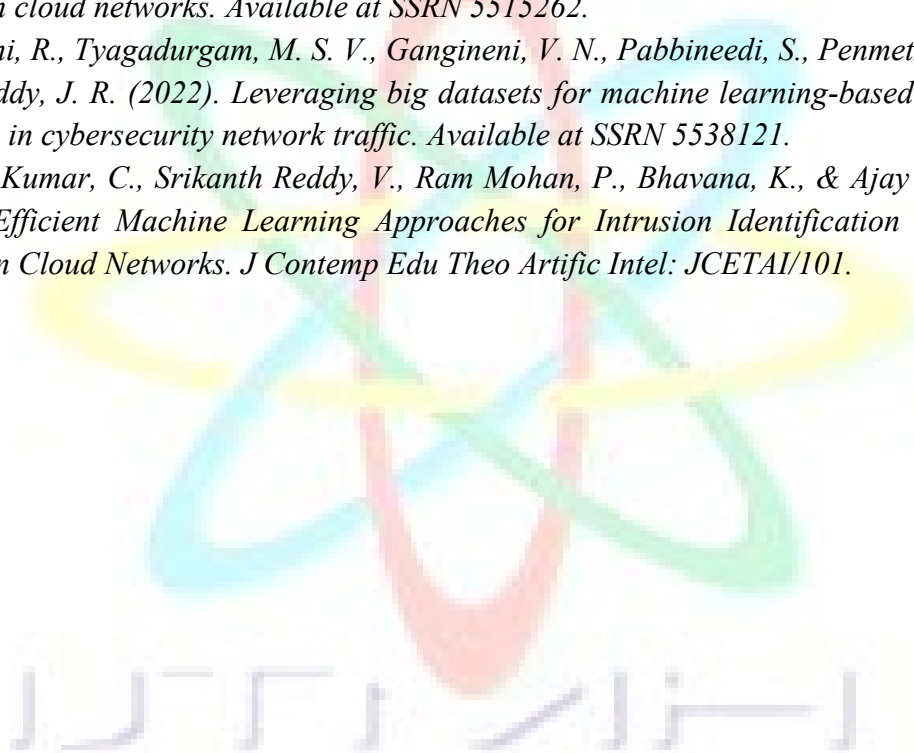 n cloud networks. Available at SSRN 5515262.
ni, R., Tyagadurgam, M. S. V., Gangineni, V. N., Pabbineedi, S., Penmet
ddy, J. R. (2022). Leveraging big datasets for machine learning-based
in cybersecurity network traffic. Available at SSRN 5538121.
Kumar, C., Srikanth Reddy, V., Ram Mohan, P., Bhavana, K., & Ajay
Efficient Machine Learning Approaches for Intrusion Identification
n Cloud Networks. J Contemp Edu Theo Artific Intel: JCETAI/101.